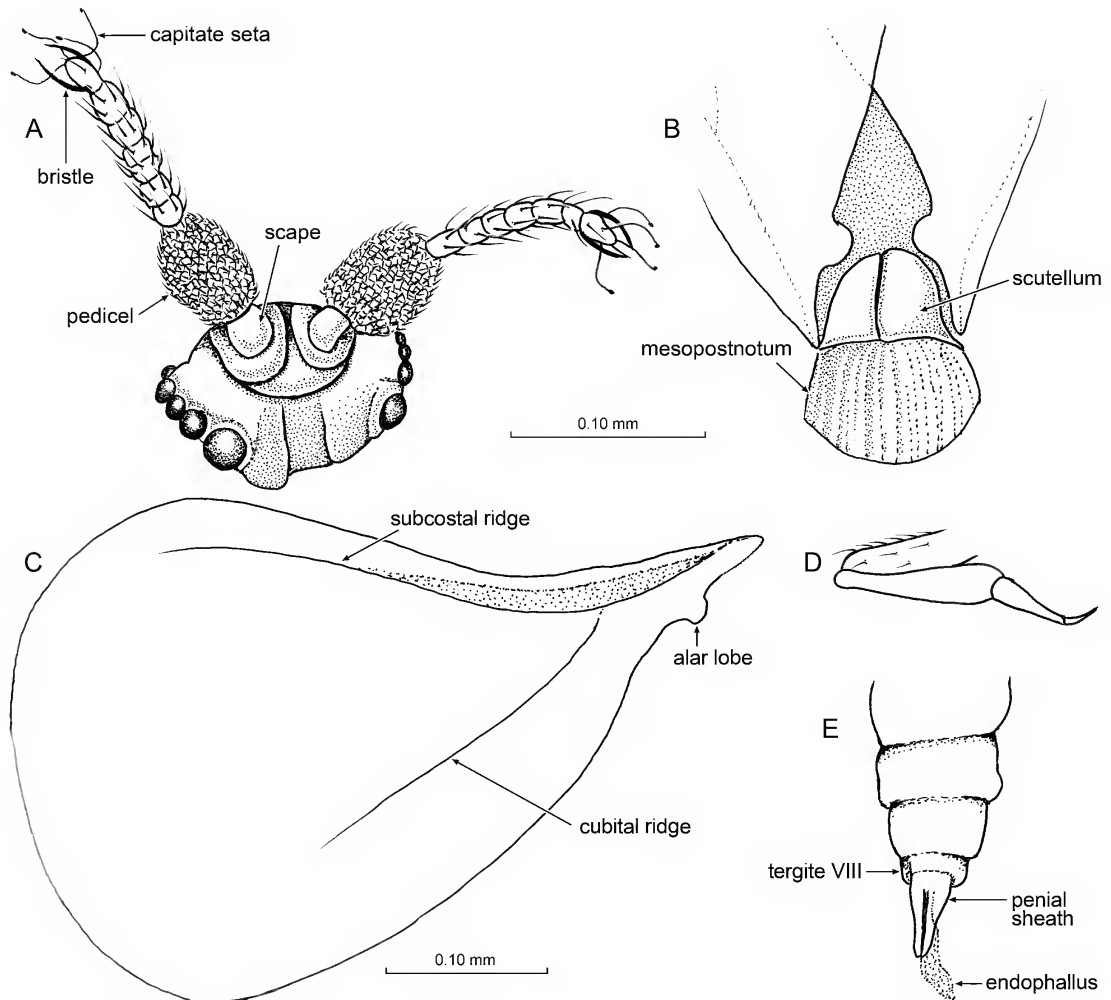 capitate seta
A
B
bristle
scape
pedicel
scutellum
mesopostnotum
0.10 mm
subcostal ridge
C
D
alar lobe
E
cubital ridge
tergite VIII
penial
sheath
0.10 mm
endophallus